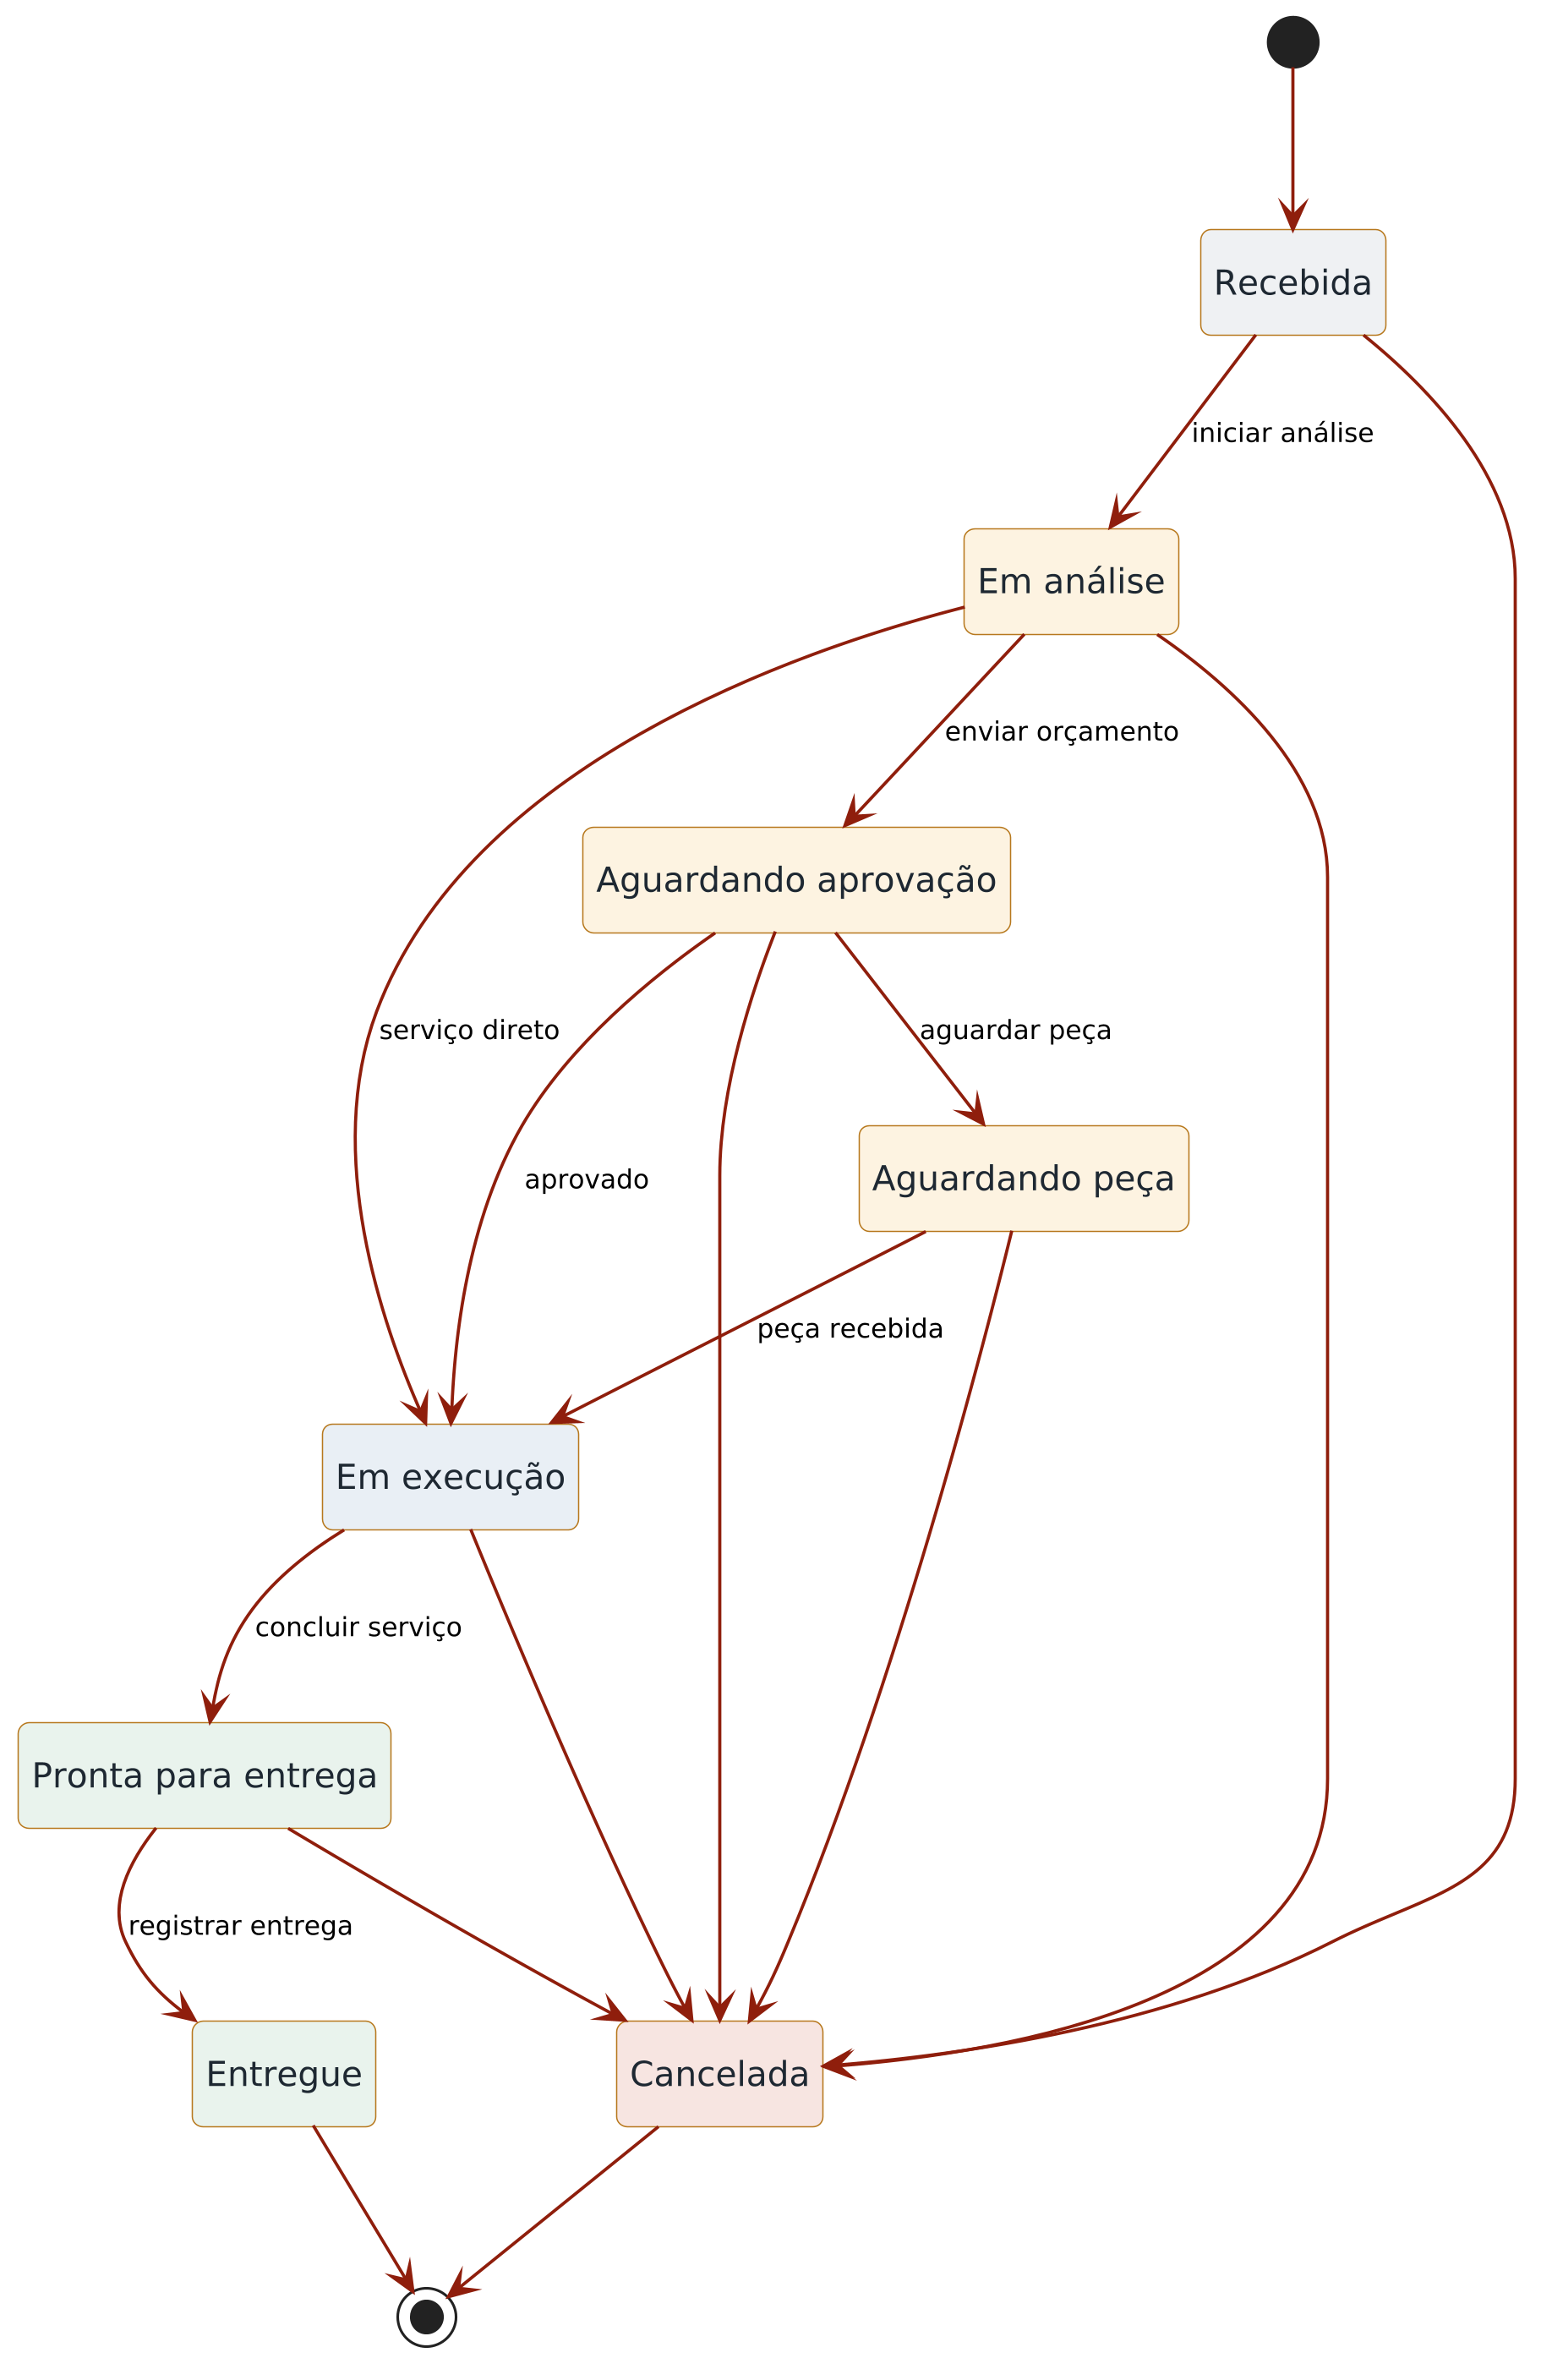 Recebida
iniciar análise
Em análise
enviar orçamento
Aguardando aprovação
serviço direto
aguardar peça
aprovado
Aguardando peça
peça recebida
Em execução
concluir serviço
Pronta para entrega
registrar entrega
Entregue
Cancelada